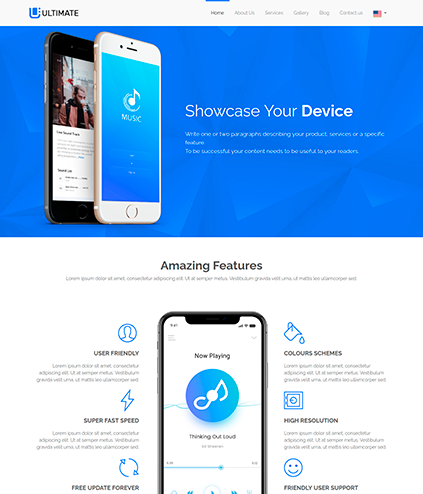 ULTIMATE
Home About Us Services Gallery Blog Contact us
MUSIC
Showcase Your Device
Write one or two paragraphs describing your product, services or a specific
feature.
To be successful your content needs to be useful to your readers.
Amazing Features
Lorem ipsum dolor sit amet, consectetur adipiscing elit. Ut at semper metus. Vestibulum gravida urna, ut mattis leo ullamcorper sed.
9:41
Now Playing
Thinking Out Loud
Ed Sheeran
USER FRIENDLY
Lorem ipsum dolor sit amet, consectetur
adipiscing elit. Ut at semper metus. Vestibulum
gravida velit urna, ut mattis leo ullamcorper sed.
SUPER FAST SPEED
Lorem ipsum dolor sit amet, consectetur
adipiscing elit. Ut at semper metus. Vestibulum
gravida velit urna, ut mattis leo ullamcorper sed.
FREE UPDATE FOREVER
COLOURS SCHEMES
Lorem ipsum dolor sit amet, consectetur
adipiscing elit. Ut at semper metus. Vestibulum
gravida velit urna, ut mattis leo ullamcorper sed.
HIGH RESOLUTION
Lorem ipsum dolor sit amet, consectetur
adipiscing elit. Ut at semper metus. Vestibulum
gravida velit urna, ut mattis leo ullamcorper sed.
FRIENDLY USER SUPPORT